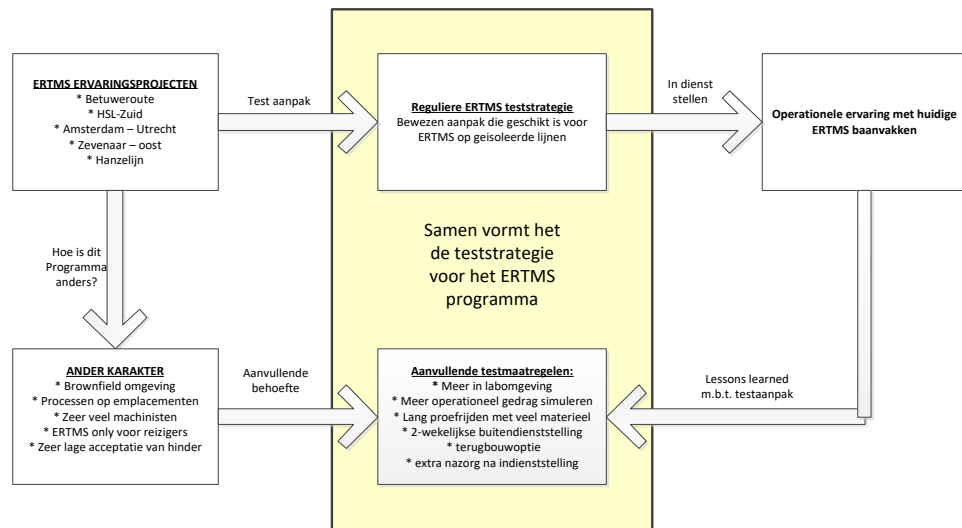 ERTMS ERVARINGSPROJECTEN
* Betuweroute
* HSL-Zuid
* Amsterdam – Utrecht
* Zevenaar – oost
* Hanzelijn
Test aanpak
Reguliere ERTMS teststrategie
Bewezen aanpak die geschikt is voor
ERTMS op geisoleerde lijnen
In dienst
stellen
Operationele ervaring met huidige
ERTMS baanvakken
Hoe is dit
Programma
anders?
Samen vormt het
de teststrategie
voor het ERTMS
programma
ANDER KARAKTER
* Brownfield omgeving
* Processen op emplacementen
* Zeer veel machinisten
* ERTMS only voor reizigers
* Zeer lage acceptatie van hinder
Aanvullende
behoefte
Aanvullende testmaatregelen:
* Meer in labomgeving
* Meer operationeel gedrag simuleren
* Lang proefrijden met veel materieel
* 2-wekelijkse buitendienststelling
* terugbouwoptie
* extra nazorg na indienststelling
Lessons learned
m.b.t. testaanpak